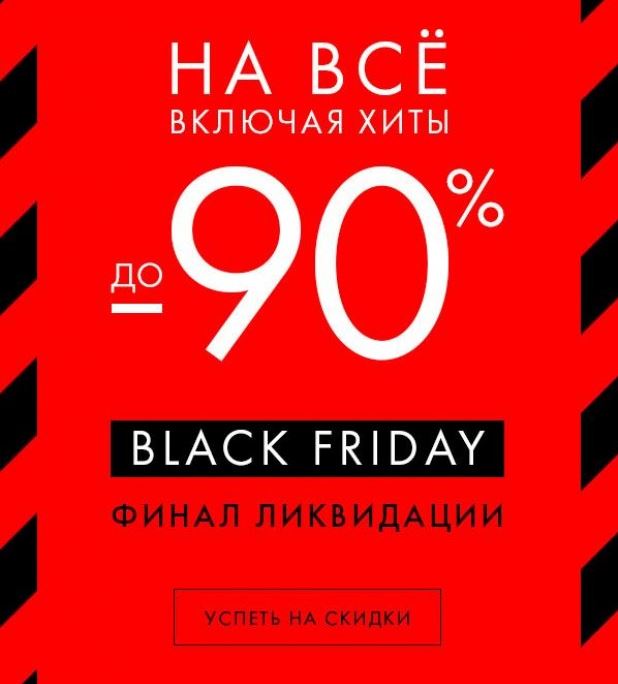 НА ВСЁ
ВКЛЮЧАЯ ХИТЫ
ДО -90%
BLACK FRIDAY
ФИНАЛ ЛИКВИДАЦИИ
УСПЕТЬ НА СКИДКИ